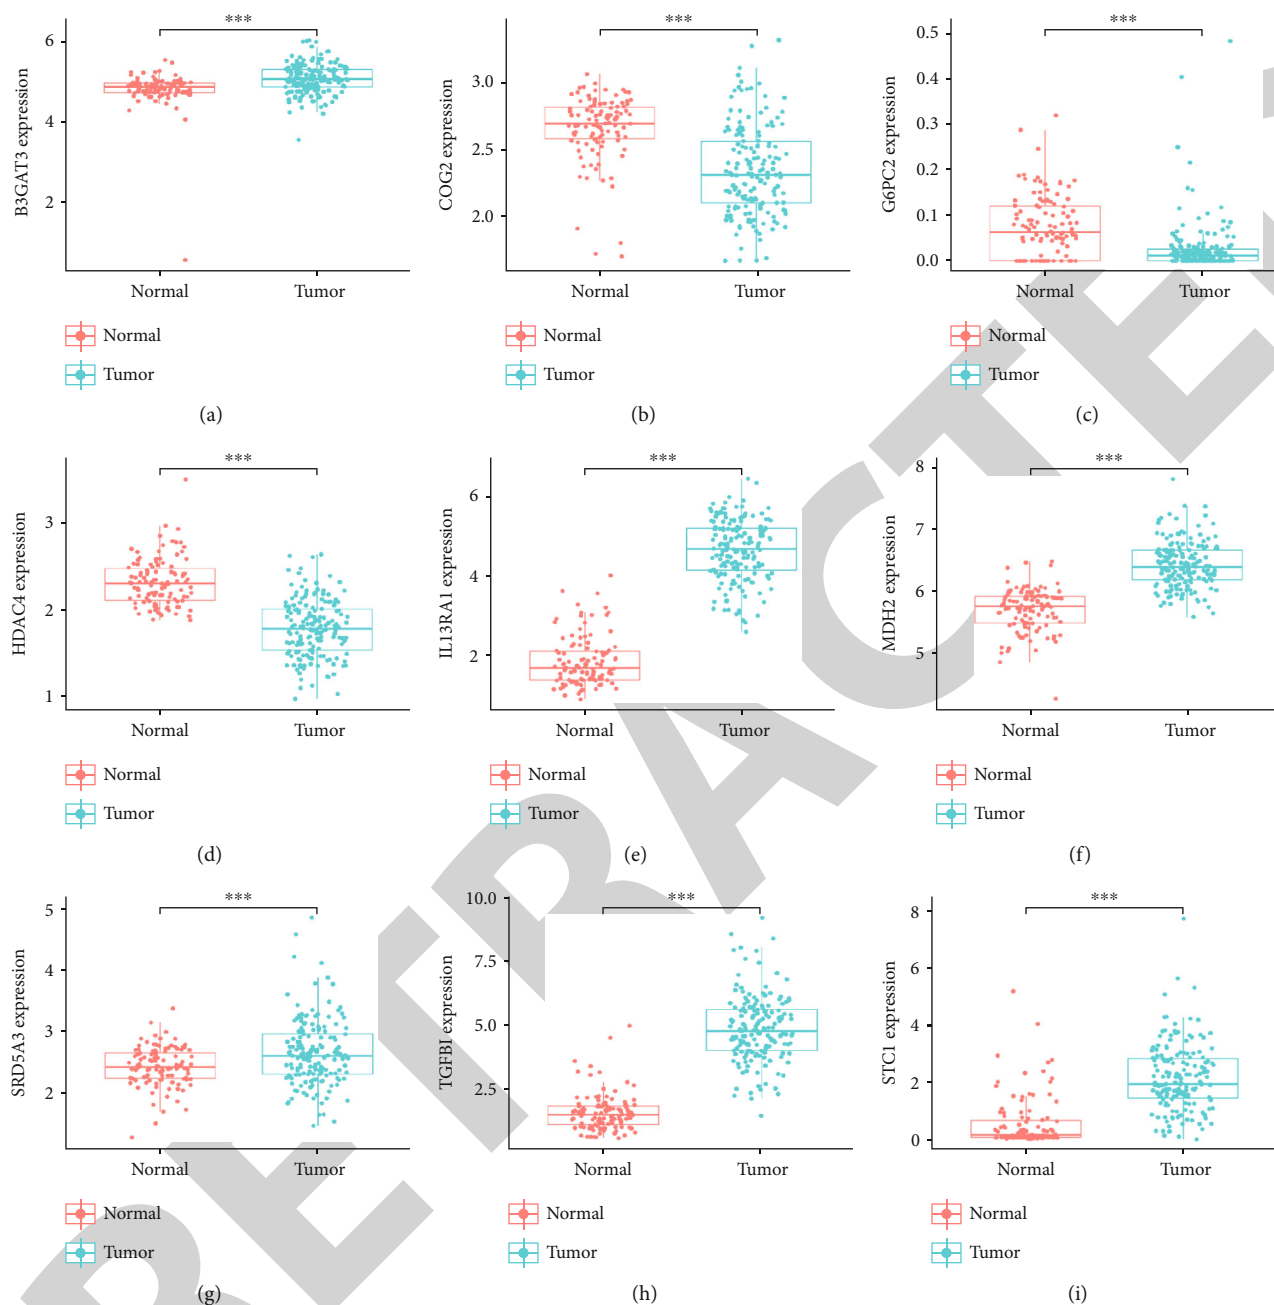 ***
6
4
2
B3GAT3 expression
Normal Tumor
Normal
Tumor
(a)
***
3.0
2.5
2.0
COG2 expression
Normal Tumor
Normal
Tumor
(b)
***
0.5
0.4
0.3
0.2
0.1
0.0
G6PC2 expression
Normal Tumor
Normal
Tumor
(c)
***
3
2
1
HDAC4 expression
Normal Tumor
Normal
Tumor
(d)
***
6
4
2
IL13RA1 expression
Normal Tumor
Normal
Tumor
(e)
***
8
7
6
5
MDH2 expression
Normal Tumor
Normal
Tumor
(f)
***
5
4
3
2
SRD5A3 expression
Normal Tumor
Normal
Tumor
(g)
***
10.0
7.5
5.0
2.5
TGFBI expression
Normal Tumor
Normal
Tumor
(h)
***
8
6
4
2
0
STC1 expression
Normal Tumor
Normal
Tumor
(i)
RETRACTED